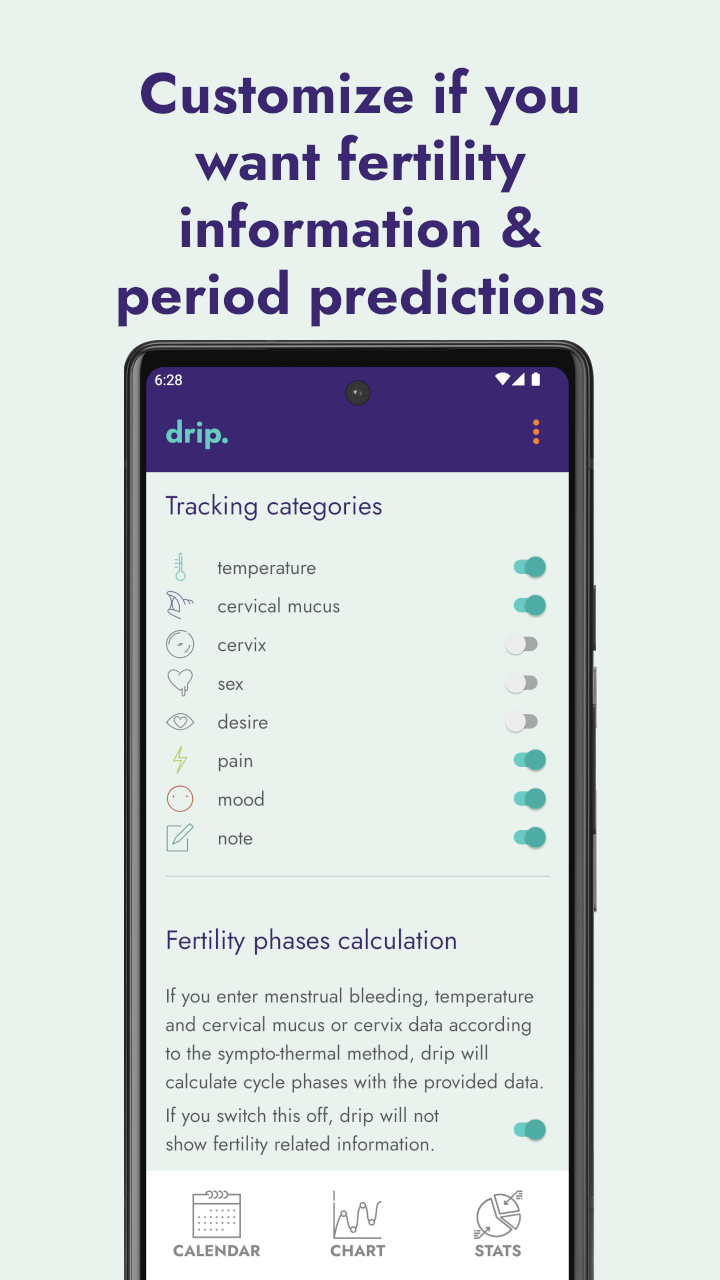 Customize if you
want fertility
information &
period predictions
6:28
drip.
Tracking categories
temperature
cervical mucus
cervix
sex
desire
pain
mood
note
Fertility phases calculation
If you enter menstrual bleeding, temperature
and cervical mucus or cervix data according
to the sympto-thermal method, drip will
calculate cycle phases with the provided data.
If you switch this off, drip will not
show fertility related information.
CALENDAR
CHART
STATS